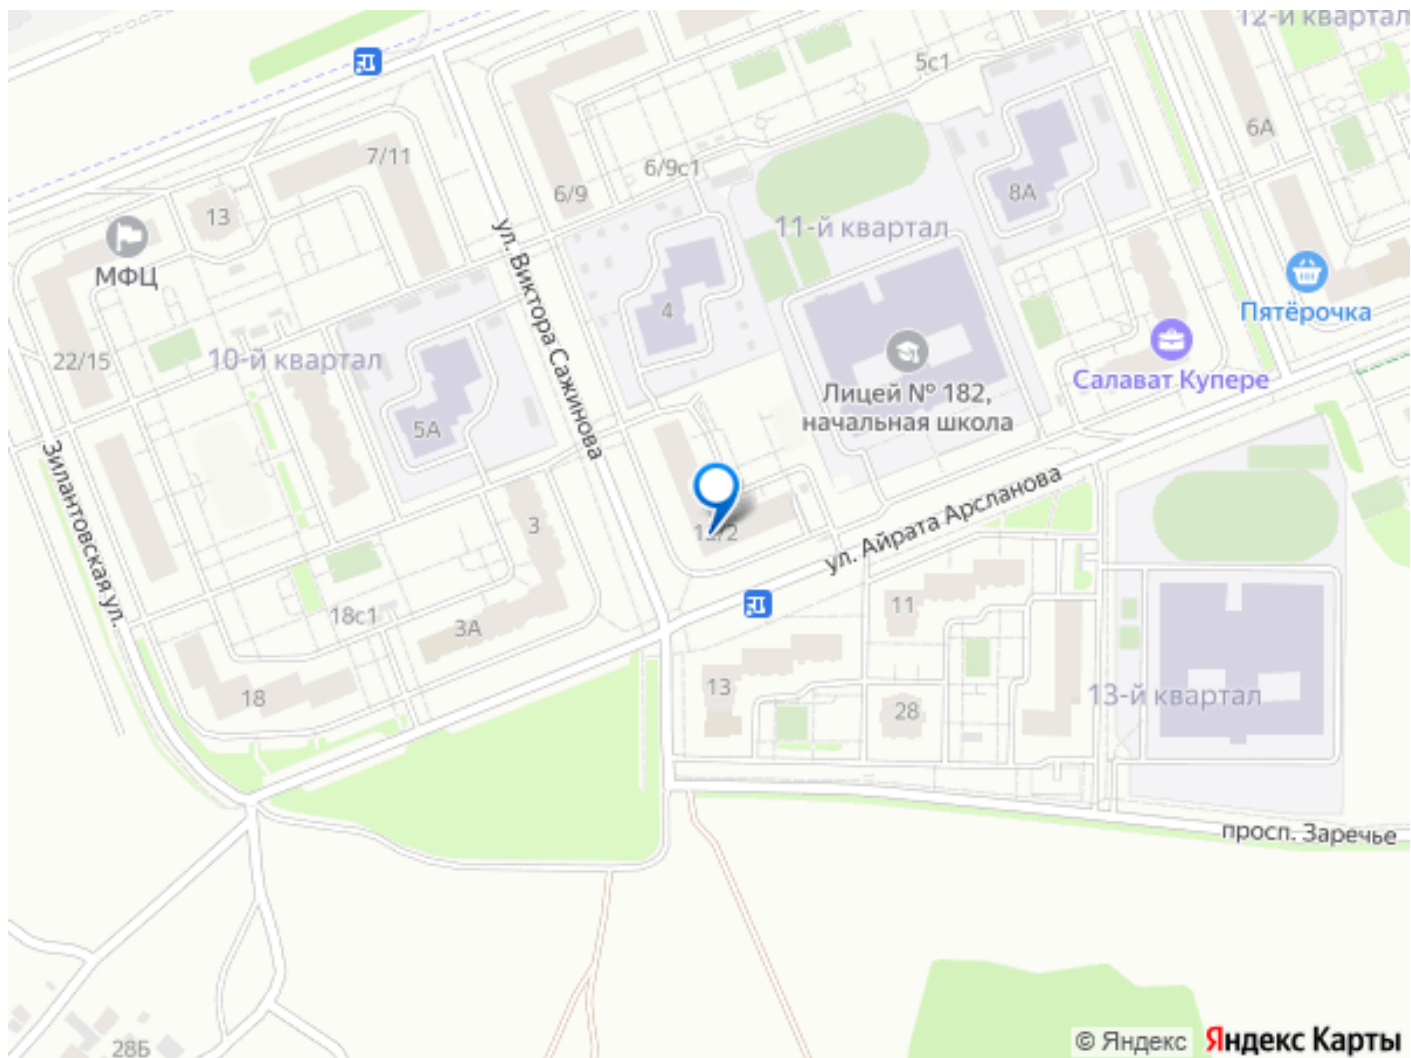 12-й квартал
5с1
6А
7/11
6/9с1
6/9
8А
13
11-й квартал
МФЦ
ул. Виктора Сажинова
4
Пятёрочка
22/15
10-й квартал
Салават Купере
Лицей № 182,
начальная школа
5А
Зилантовская ул.
3
ул. Айрата Арсланова
11
18с1
3А
13
18
28
13-й квартал
просп. Заречье
28Б
© Яндекс
Яндекс Карты